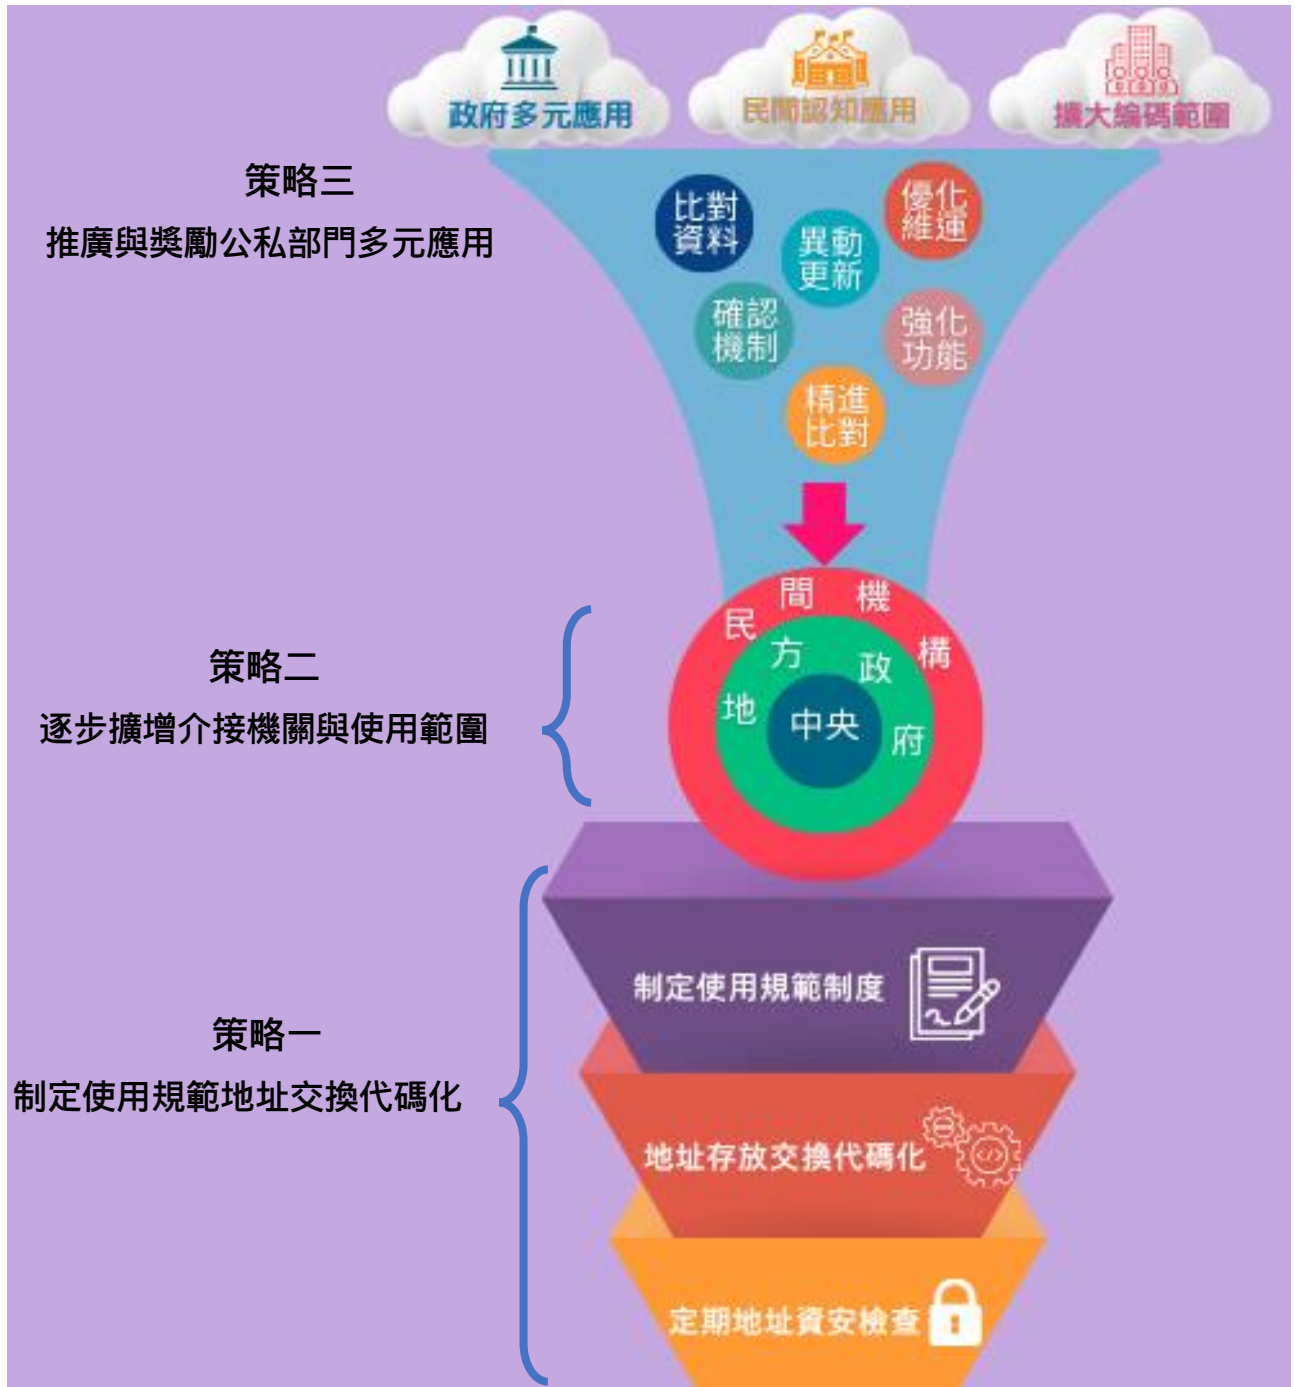 政府多元應用
民間認知應用
擴大編碼範圍
策略三
推廣與獎勵公私部門多元應用
比對
資料
異動
更新
優化
維運
確認
機制
強化
功能
精進
比對
民間機構
地方政府
中央
策略二
逐步擴增介接機關與使用範圍
策略一
制定使用規範地址交換代碼化
制定使用規範制度
地址存放交換代碼化
定期地址資安檢查